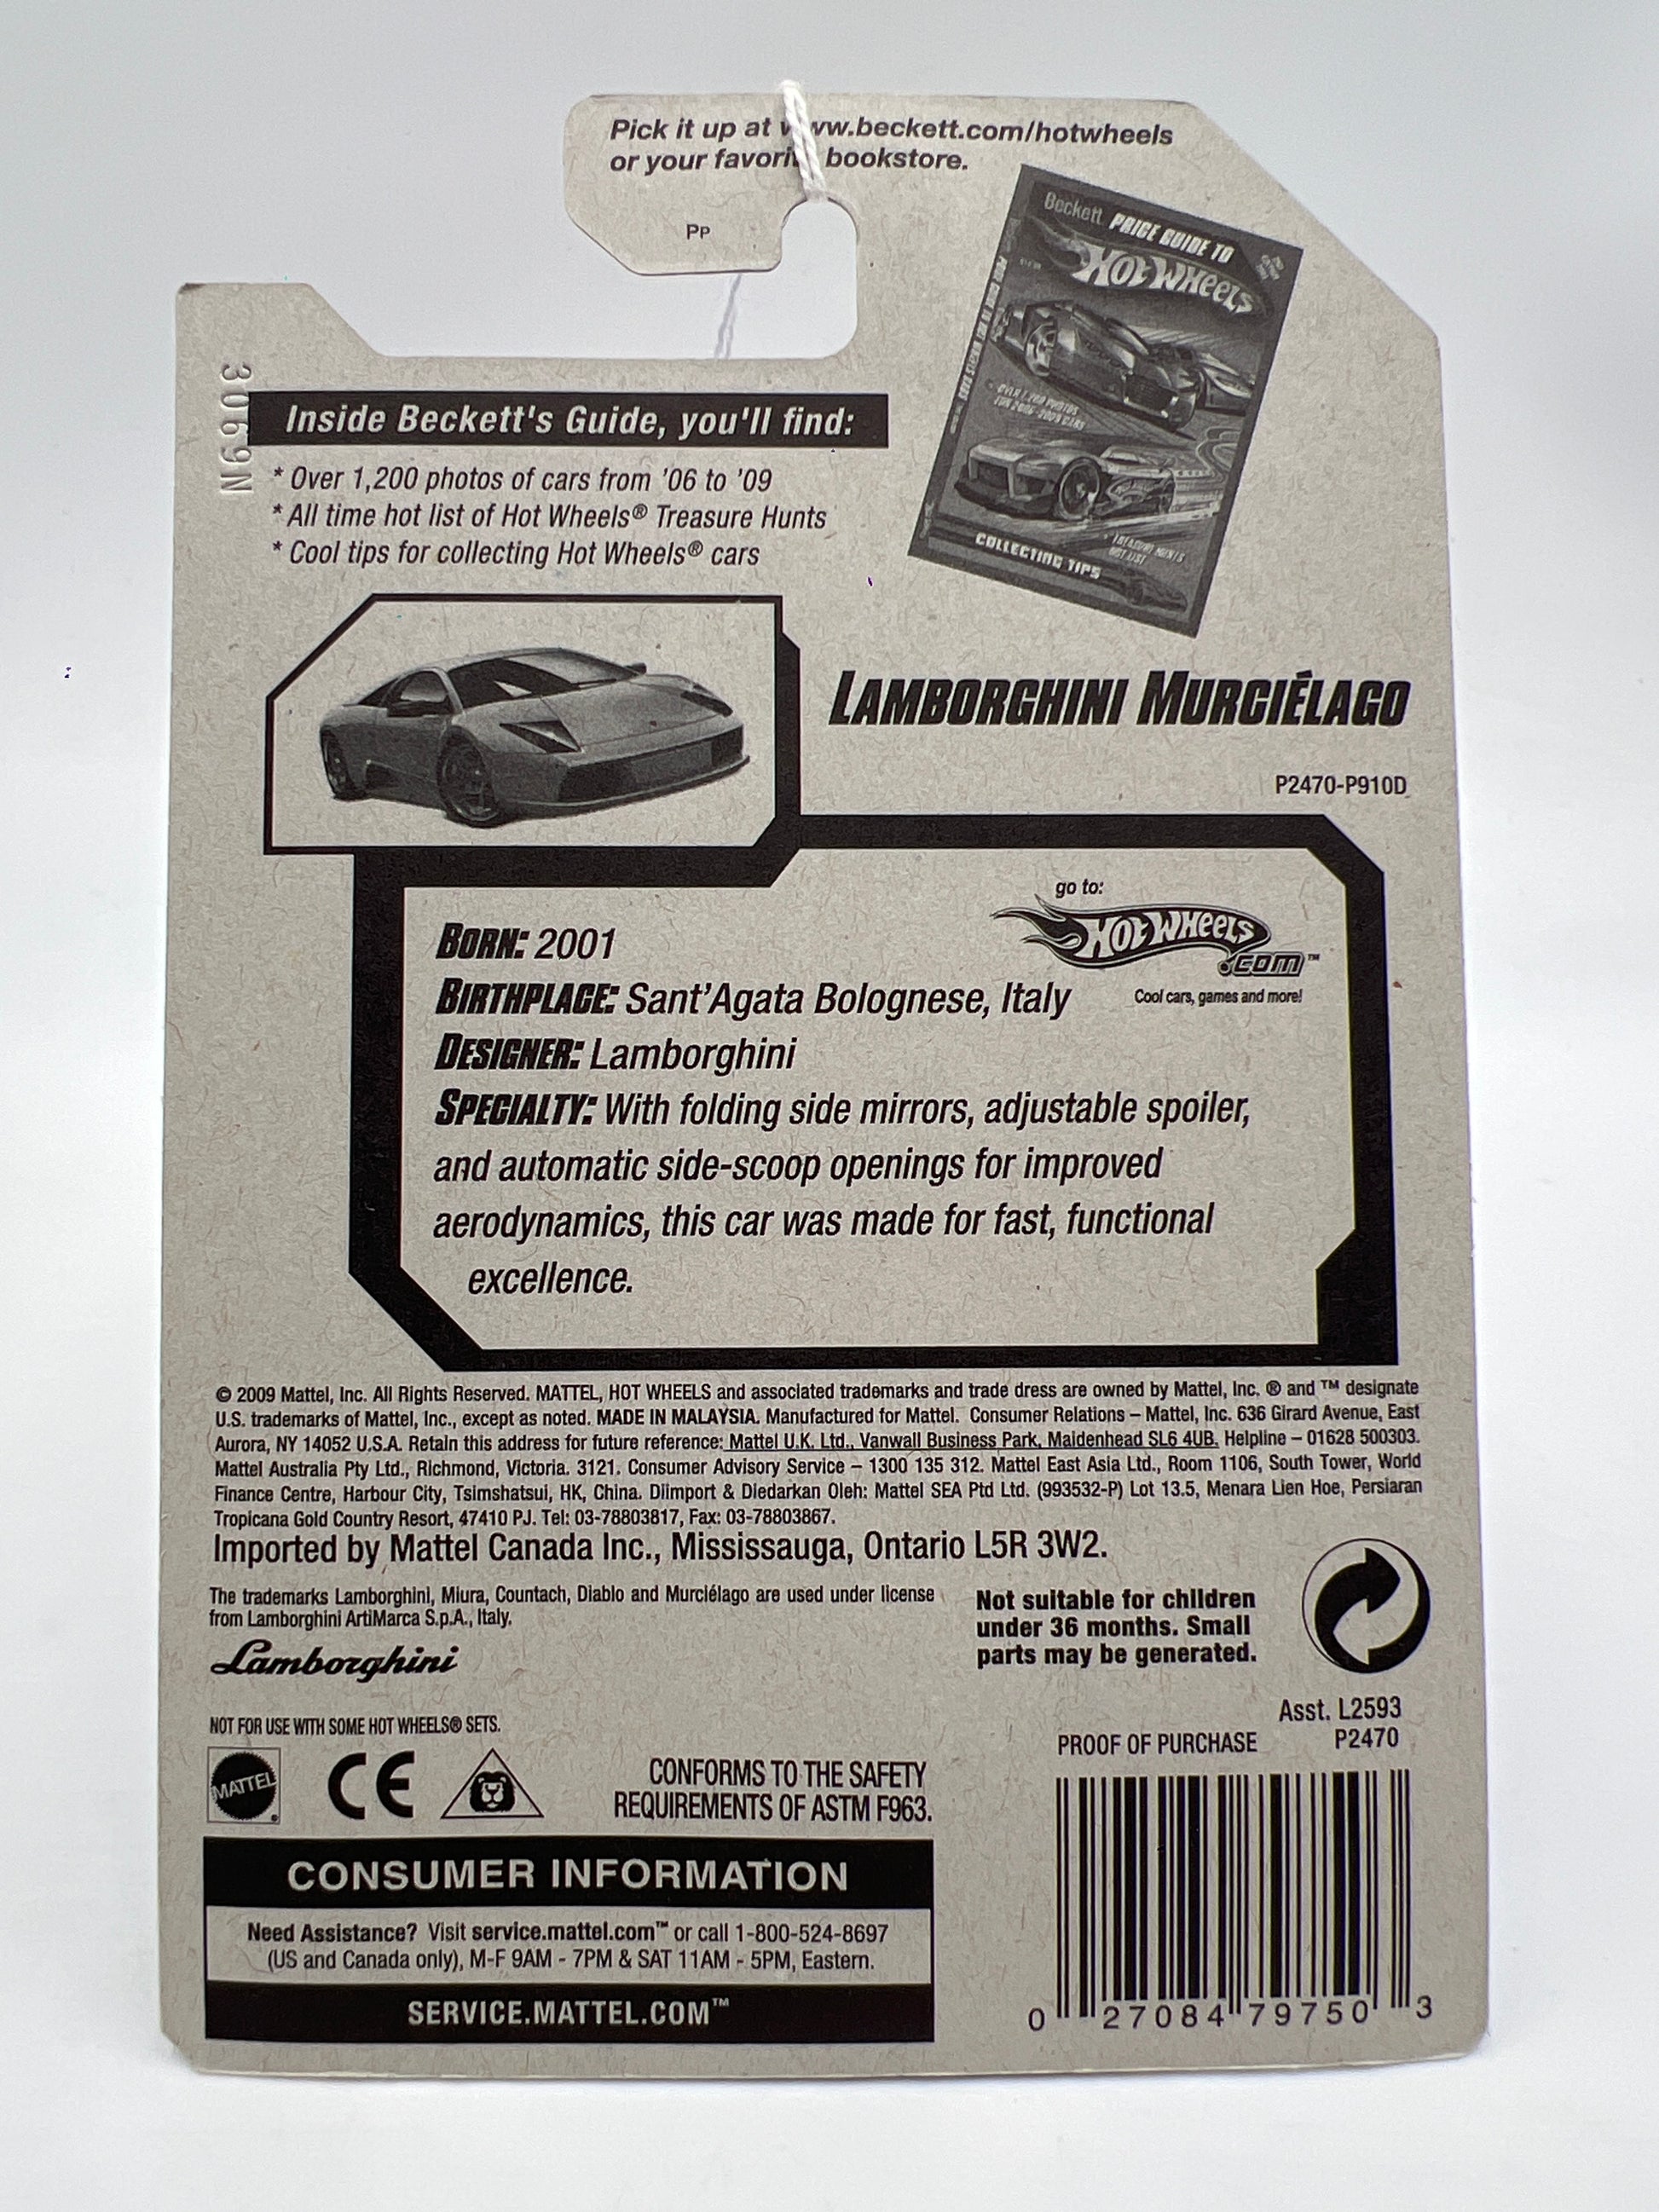 Pick it up at www.beckett.com/hotwheels
or your favorite bookstore.
PP
Beckett PRICE GUIDE TO
HOT WHEELS
OVER 1,200 PHOTOS
FOR 2006-2009 CARS
TREASURE HUNTS
HOT LIST
COLLECTING TIPS
30699N
Inside Beckett's Guide, you'll find:
* Over 1,200 photos of cars from '06 to '09
* All time hot list of Hot Wheels® Treasure Hunts
* Cool tips for collecting Hot Wheels® cars
LAMBORGHINI MURCIÉLAGO
P2470-P910D
go to:
HOT WHEELS
.COM™
Cool cars, games and more!
BORN: 2001
BIRTHPLACE: Sant'Agata Bolognese, Italy
DESIGNER: Lamborghini
SPECIALTY: With folding side mirrors, adjustable spoiler,
and automatic side-scoop openings for improved
aerodynamics, this car was made for fast, functional
excellence.
© 2009 Mattel, Inc. All Rights Reserved. MATTEL, HOT WHEELS and associated trademarks and trade dress are owned by Mattel, Inc. ® and ™ designate
U.S. trademarks of Mattel, Inc., except as noted. MADE IN MALAYSIA. Manufactured for Mattel. Consumer Relations – Mattel, Inc. 636 Girard Avenue, East
Aurora, NY 14052 U.S.A. Retain this address for future reference: Mattel U.K. Ltd., Vanwall Business Park, Maidenhead SL6 4UB. Helpline – 01628 500303.
Mattel Australia Pty Ltd., Richmond, Victoria. 3121. Consumer Advisory Service – 1300 135 312. Mattel East Asia Ltd., Room 1106, South Tower, World
Finance Centre, Harbour City, Tsimshatsui, HK, China. Diimport & Diedarkan Oleh: Mattel SEA Ptd Ltd. (993532-P) Lot 13.5, Menara Lien Hoe, Persiaran
Tropicana Gold Country Resort, 47410 PJ. Tel: 03-78803817, Fax: 03-78803867.
Imported by Mattel Canada Inc., Mississauga, Ontario L5R 3W2.
The trademarks Lamborghini, Miura, Countach, Diablo and Murciélago are used under license
from Lamborghini ArtiMarca S.p.A., Italy.
Lamborghini
Not suitable for children
under 36 months. Small
parts may be generated.
NOT FOR USE WITH SOME HOT WHEELS® SETS.
MATTEL
CE
CONFORMS TO THE SAFETY
REQUIREMENTS OF ASTM F963.
Asst. L2593
PROOF OF PURCHASE P2470
CONSUMER INFORMATION
Need Assistance? Visit service.mattel.com™ or call 1-800-524-8697
(US and Canada only), M-F 9AM - 7PM & SAT 11AM - 5PM, Eastern.
SERVICE.MATTEL.COM™
0 27084 79750 3